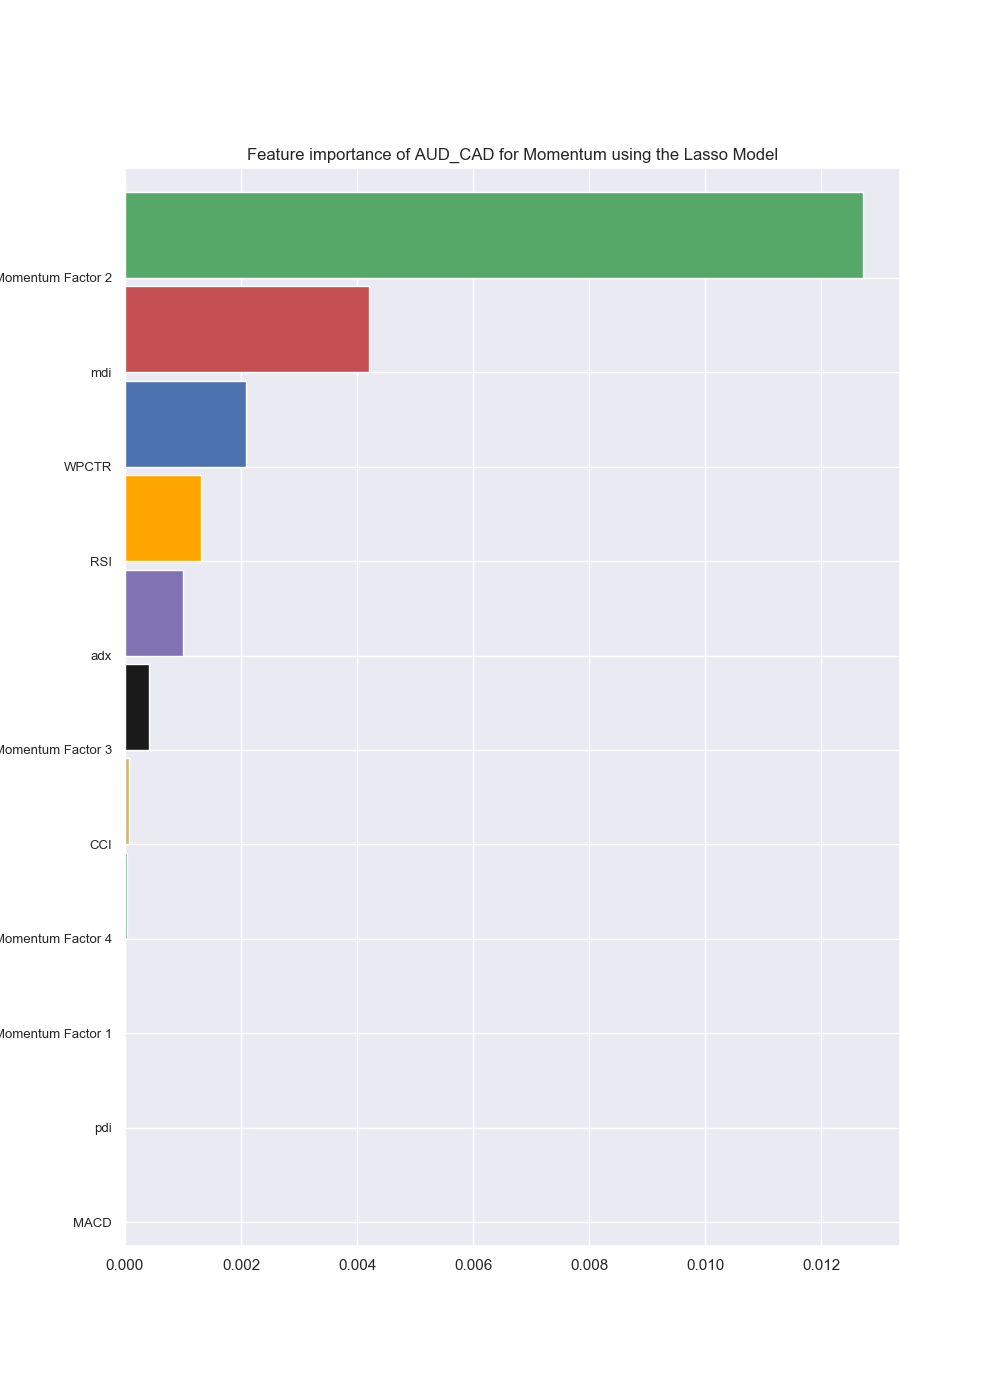 Feature importance of AUD_CAD for Momentum using the Lasso Model
Momentum Factor 2
mdi
WPCTR
RSI
adx
Momentum Factor 3
CCI
Momentum Factor 4
Momentum Factor 1
pdi
MACD
0.000 0.002 0.004 0.006 0.008 0.010 0.012